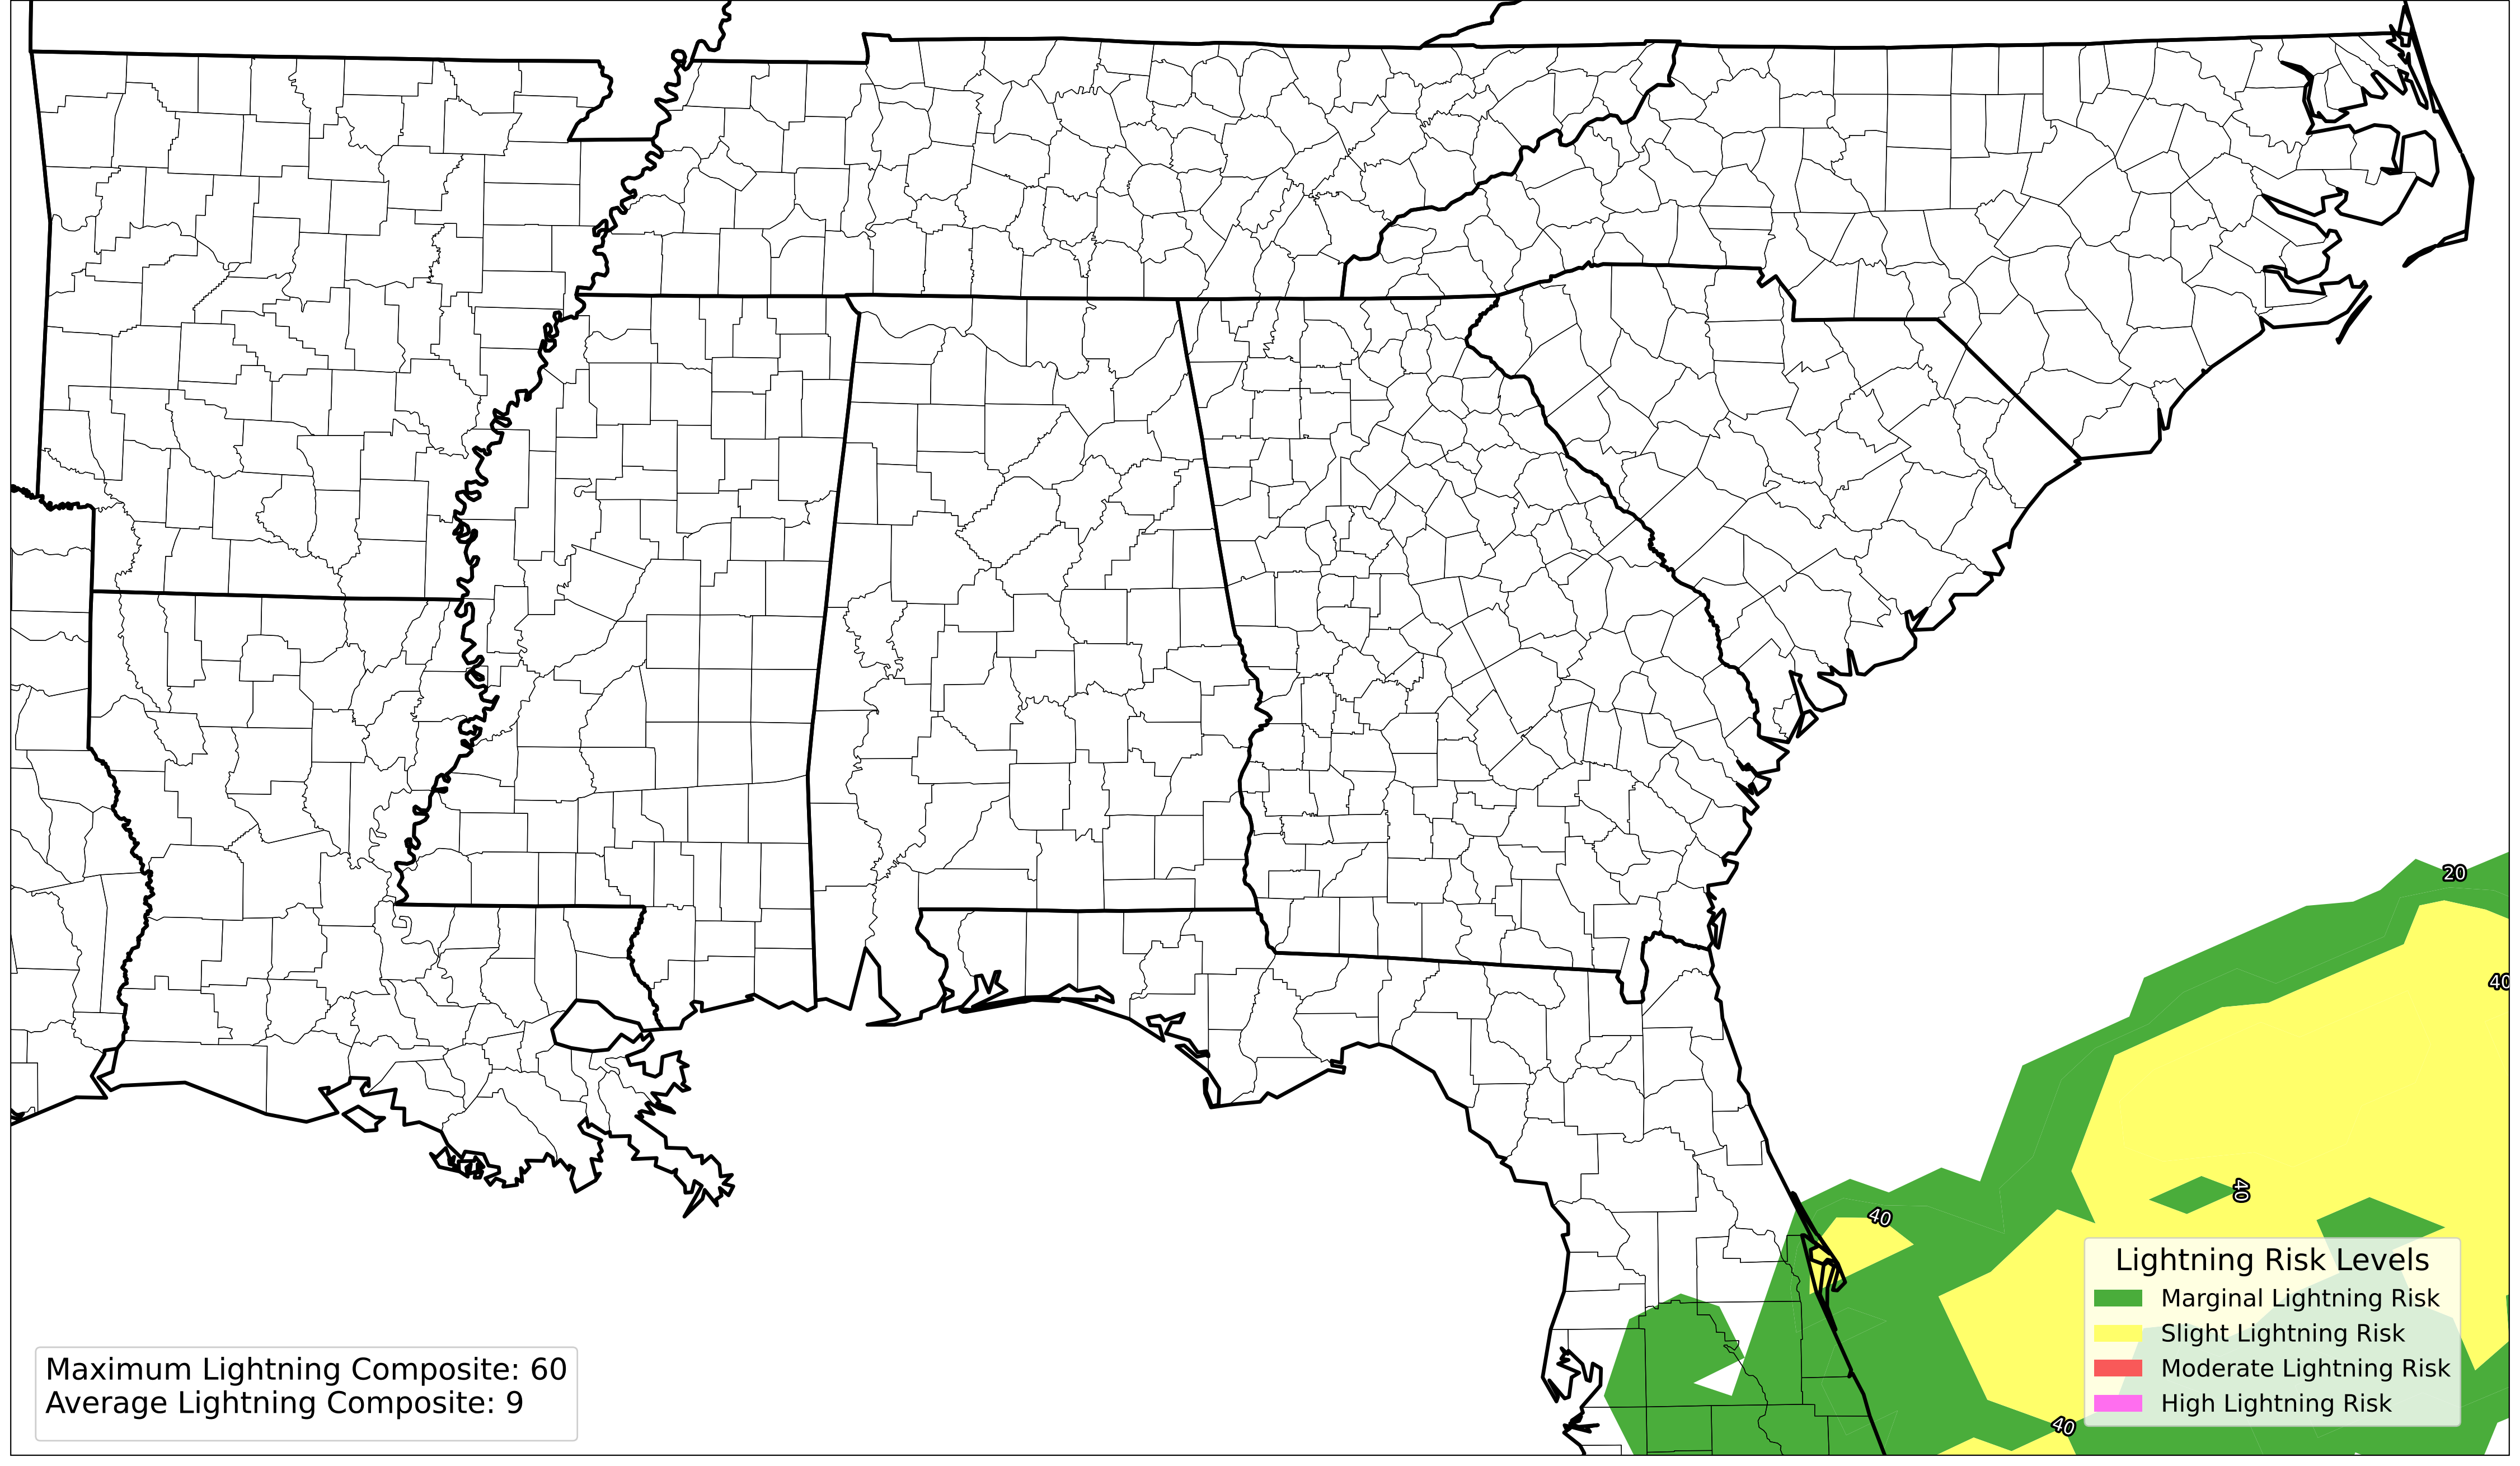 20
40
40
40
Lightning Risk Levels
Marginal Lightning Risk
Slight Lightning Risk
Moderate Lightning Risk
High Lightning Risk
Maximum Lightning Composite: 60
Average Lightning Composite: 9
40